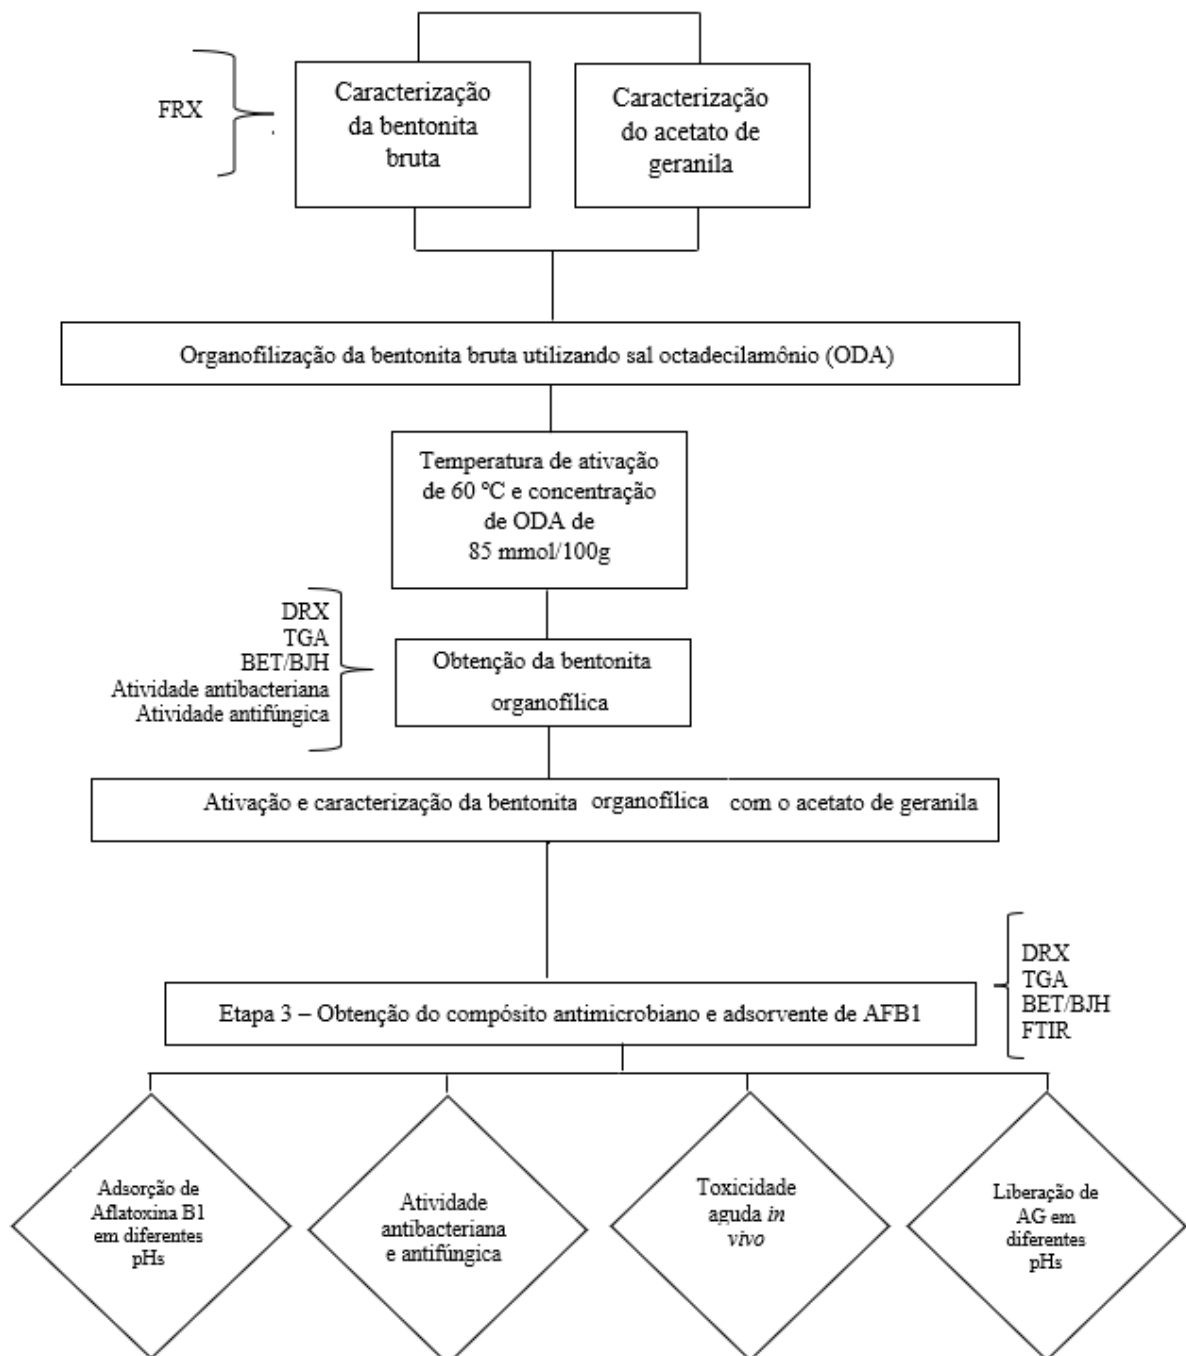 FRX
Caracterização
da bentonita
bruta
Caracterização
do acetato de
geranila
Organofilização da bentonita bruta utilizando sal octadecilamônio (ODA)
Temperatura de ativação
de 60 ºC e concentração
de ODA de
85 mmol/100g
DRX
TGA
BET/BJH
Atividade antibacteriana
Atividade antifúngica
Obtenção da bentonita
organofílica
Ativação e caracterização da bentonita organofílica com o acetato de geranila
DRX
TGA
BET/BJH
FTIR
Etapa 3 – Obtenção do compósito antimicrobiano e adsorvente de AFB1
Adsorção de
Aflatoxina B1
em diferentes
pHs
Atividade
antibacteriana
e antifúngica
Toxicidade
aguda in
vivo
Liberação de
AG em
diferentes
pHs